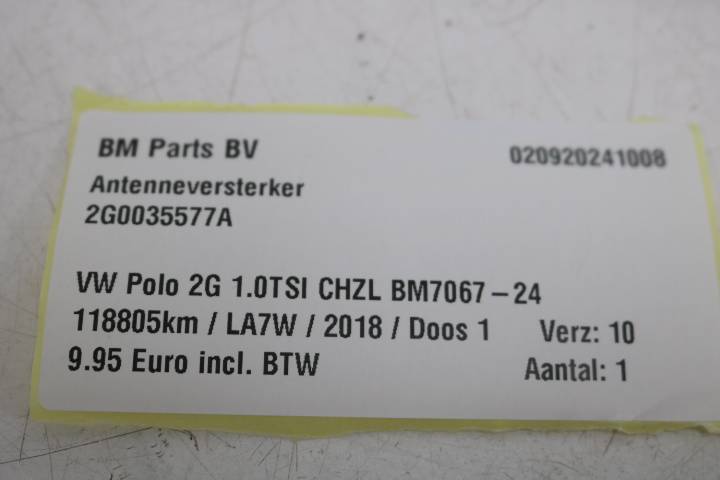 BM Parts BV 020920241008
Antenneversterker
2G0035577A
VW Polo 2G 1.0TSI CHZL BM7067-24
118805km / LA7W / 2018 / Doos 1 Verz: 10
9.95 Euro incl. BTW Aantal: 1